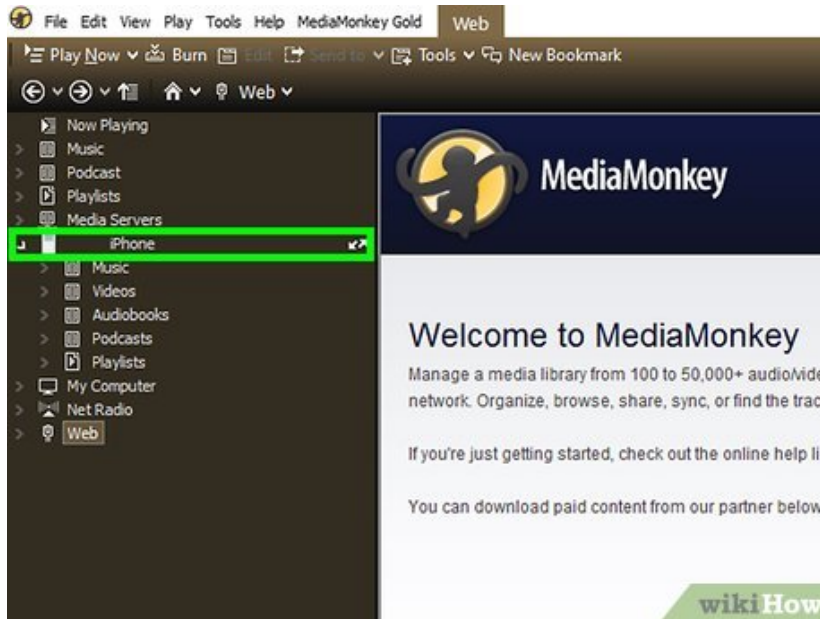 File Edit View Play Tools Help MediaMonkey Gold Web
Play Now Burn Edit Send to Tools New Bookmark
Web
Now Playing
Music
Podcast
Playlists
Media Servers
iPhone
Music
Videos
Audiobooks
Podcasts
Playlists
My Computer
Net Radio
Web
MediaMonkey
Welcome to MediaMonkey
Manage a media library from 100 to 50,000+ audio/vide
network. Organize, browse, share, sync, or find the trac
If you're just getting started, check out the online help li
You can download paid content from our partner below
wikiHow